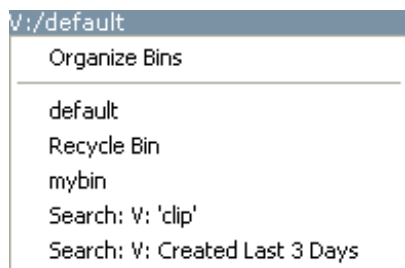 V:/default
Organize Bins
default
Recycle Bin
mybin
Search: V: 'clip'
Search: V: Created Last 3 Days